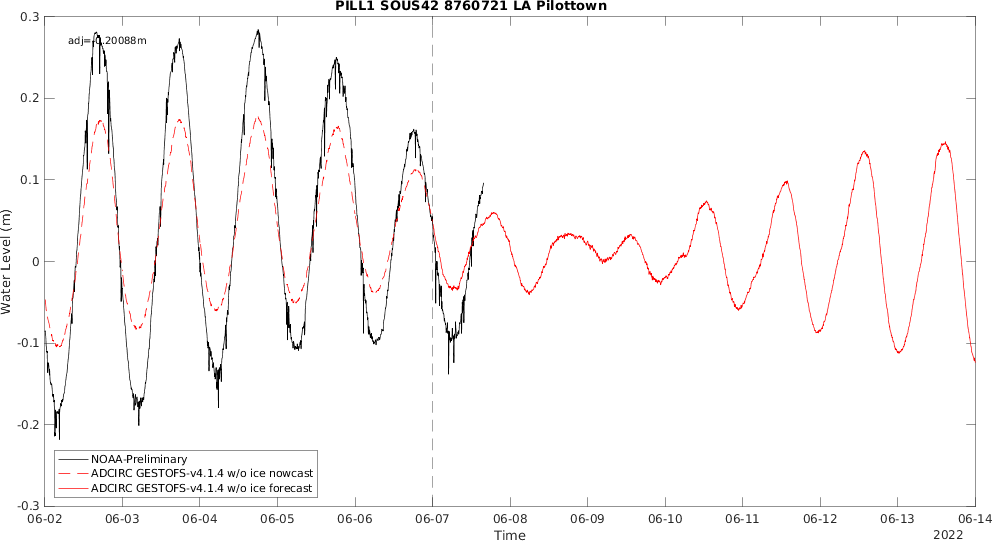 PILL1 SOUS42 8760721 LA Pilottown
adj=-0.20088m
Water Level (m)
0.3
0.2
0.1
0
-0.1
-0.2
-0.3
NOAA-Preliminary
ADCIRC GESTOFS-v4.1.4 w/o ice nowcast
ADCIRC GESTOFS-v4.1.4 w/o ice forecast
06-02 06-03 06-04 06-05 06-06 06-07 06-08 06-09 06-10 06-11 06-12 06-13 06-14
Time
2022